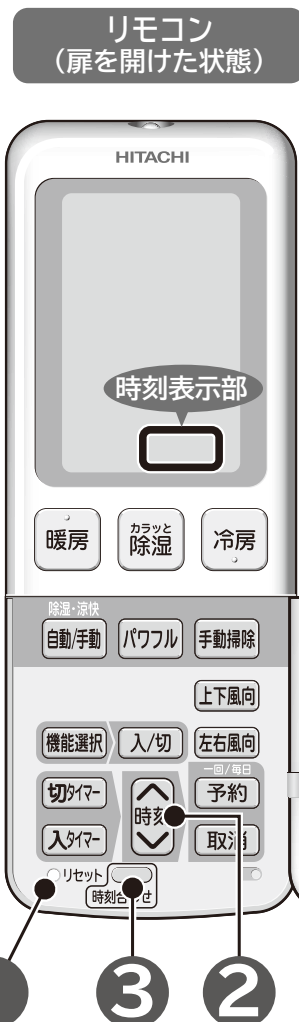 リモコン
（扉を開けた状態）
HITACHI
時刻表示部
暖房
カラッと
除湿
冷房
除湿・涼快
自動/手動
パワフル
手動掃除
上下風向
機能選択
入/切
左右風向
一回/毎日
切タイマー
時刻
予約
入タイマー
取消
リセット
時刻合わせ
3
2